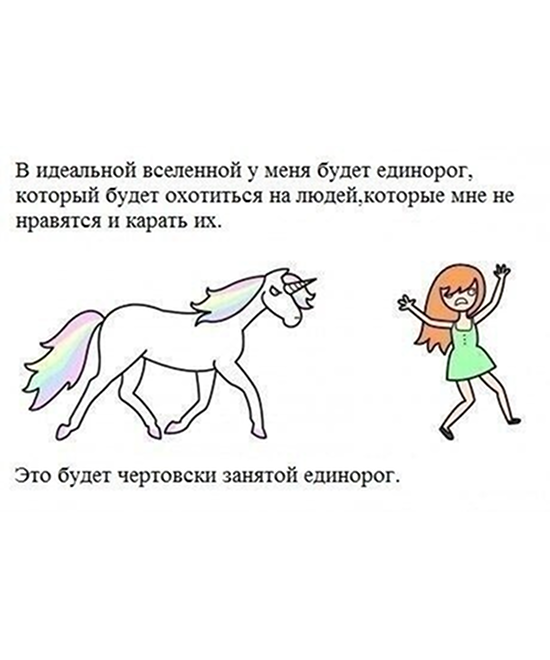 В идеальной вселенной у меня будет единорог,
который будет охотиться на людей,которые мне не
нравятся и карать их.
Это будет чертовски занятой единорог.